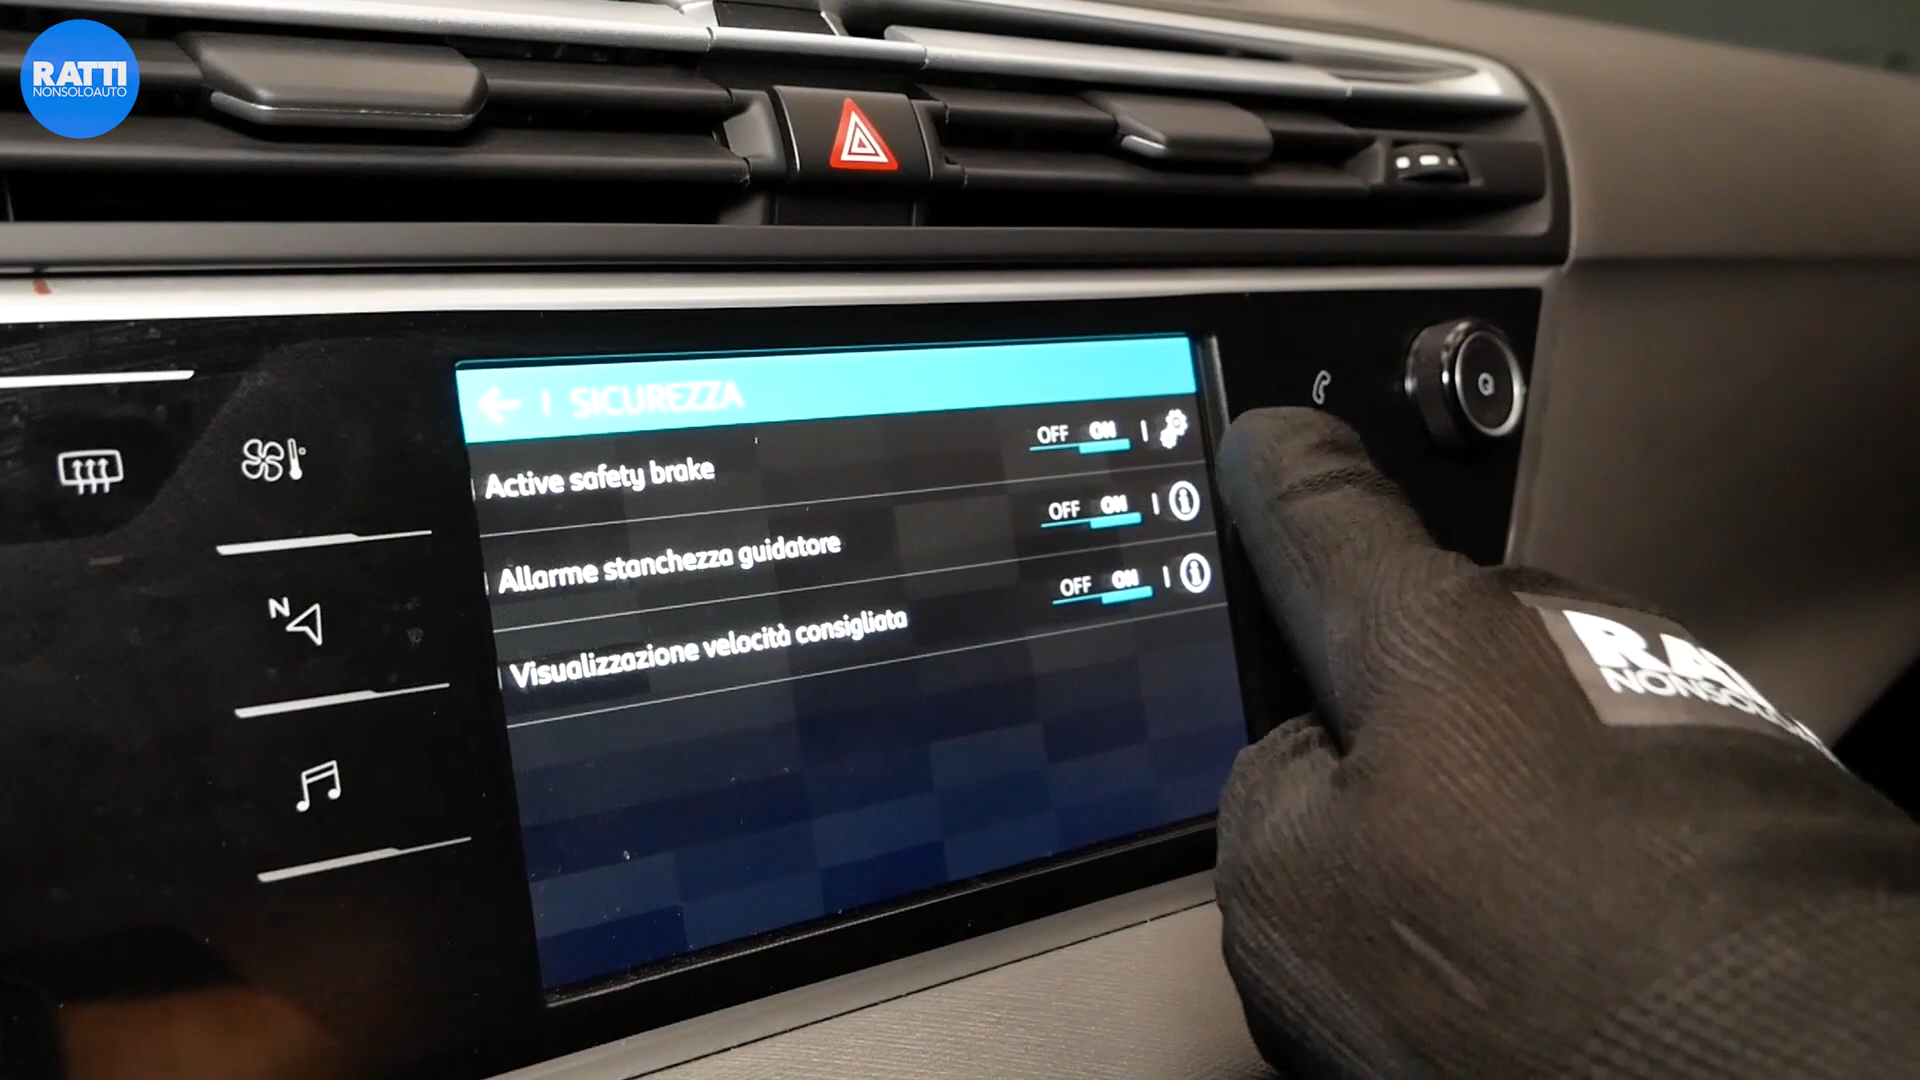 RATTI
NONSOLOAUTO
SICUREZZA
Active safety brake
OFF ON
Allarme stanchezza guidatore
OFF ON
Visualizzazione velocità consigliata
OFF ON
N